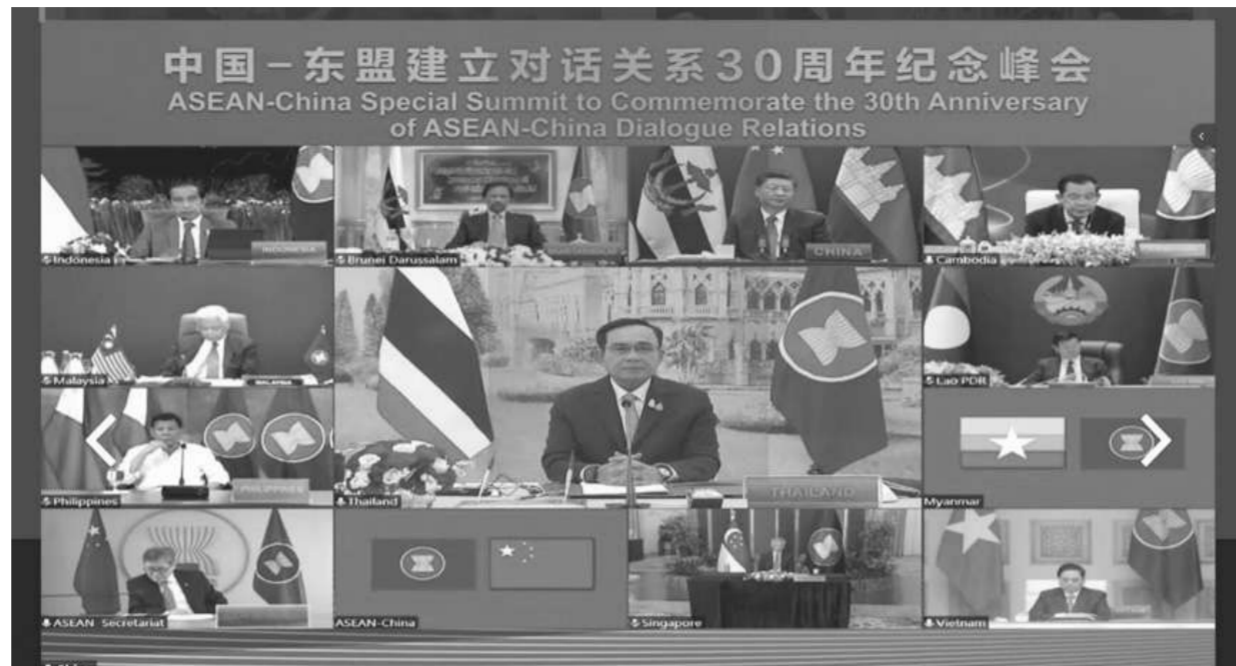 中国-东盟建立对话关系30周年纪念峰会
ASEAN-China Special Summit to Commemorate the 30th Anniversary
of ASEAN-China Dialogue Relations
INDONESIA
Indonesia
Brunei Darussalam
CHINA
Cambodia
MALAYSIA
Malaysia
Lao PDR
PHILIPPINES
Philippines
THAILAND
Thailand
Myanmar
ASEAN Secretariat
ASEAN-China
Singapore
Vietnam